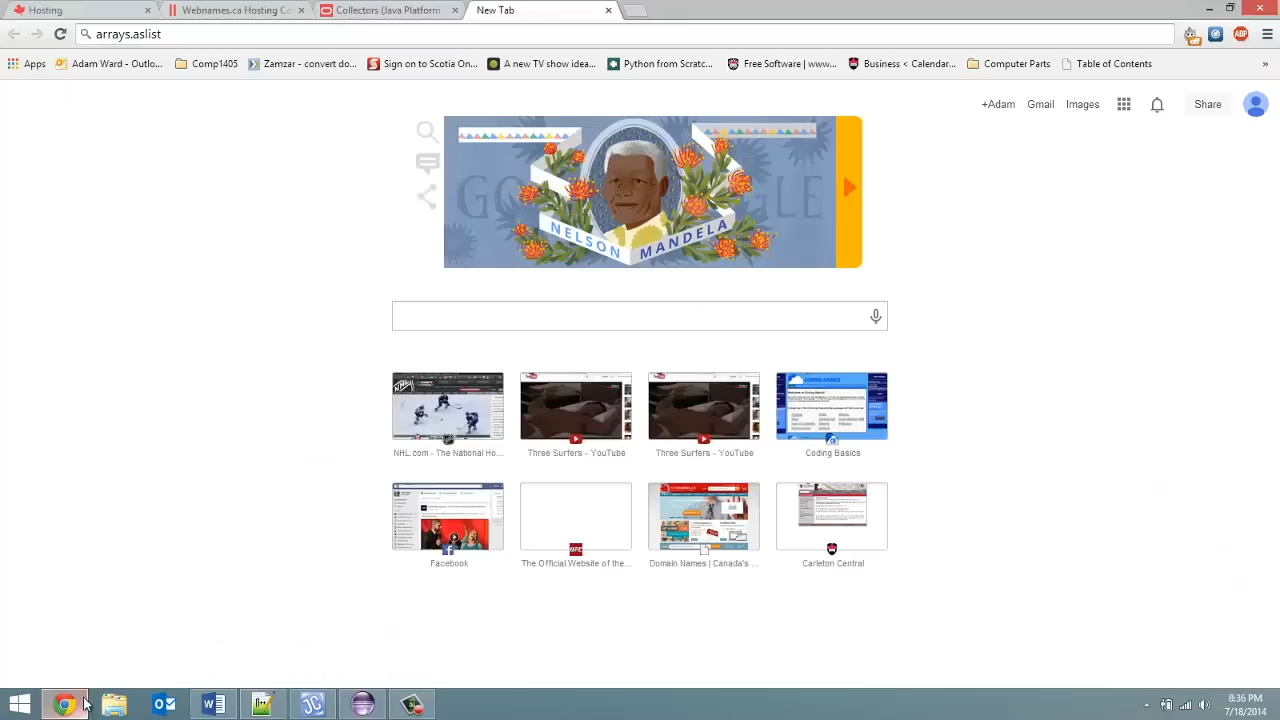 Hosting
Webnames.ca Hosting Co
Collectors (Java Platform
New Tab
arrays.aslist
Apps
Adam Ward - Outlo...
Comp1405
Zamzar - convert do...
Sign on to Scotia On...
A new TV show idea...
Python from Scratc...
Free Software | www...
Business < Calendar...
Computer Parts
Table of Contents
»
+Adam
Gmail
Images
Share
NELSON MANDELA
NHL.com - The National Ho...
Three Surfers - YouTube
Three Surfers - YouTube
Coding Basics
Facebook
The Official Website of the...
Domain Names | Canada's ...
Carleton Central
8:36 PM
7/18/2014